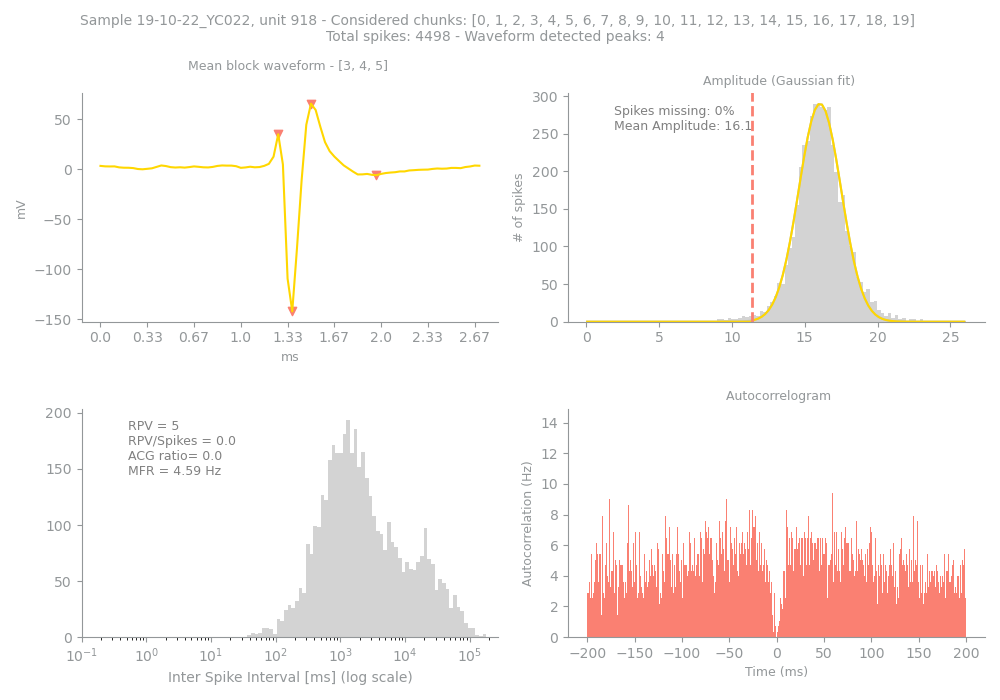 Sample 19-10-22_YC022, unit 918 - Considered chunks: [0, 1, 2, 3, 4, 5, 6, 7, 8, 9, 10, 11, 12, 13, 14, 15, 16, 17, 18, 19]
Total spikes: 4498 - Waveform detected peaks: 4
Mean block waveform - [3, 4, 5]
50
0
−50
−100
−150
mV
0.0 0.33 0.67 1.0 1.33 1.67 2.0 2.33 2.67
ms
Amplitude (Gaussian fit)
Spikes missing: 0%
Mean Amplitude: 16.1
300
250
200
150
100
50
0
# of spikes
0 5 10 15 20 25
RPV = 5
RPV/Spikes = 0.0
ACG ratio= 0.0
MFR = 4.59 Hz
200
150
100
50
0
10⁻¹ 10⁰ 10¹ 10² 10³ 10⁴ 10⁵
Inter Spike Interval [ms] (log scale)
Autocorrelogram
14
12
10
8
6
4
2
0
Autocorrelation (Hz)
−200 −150 −100 −50 0 50 100 150 200
Time (ms)